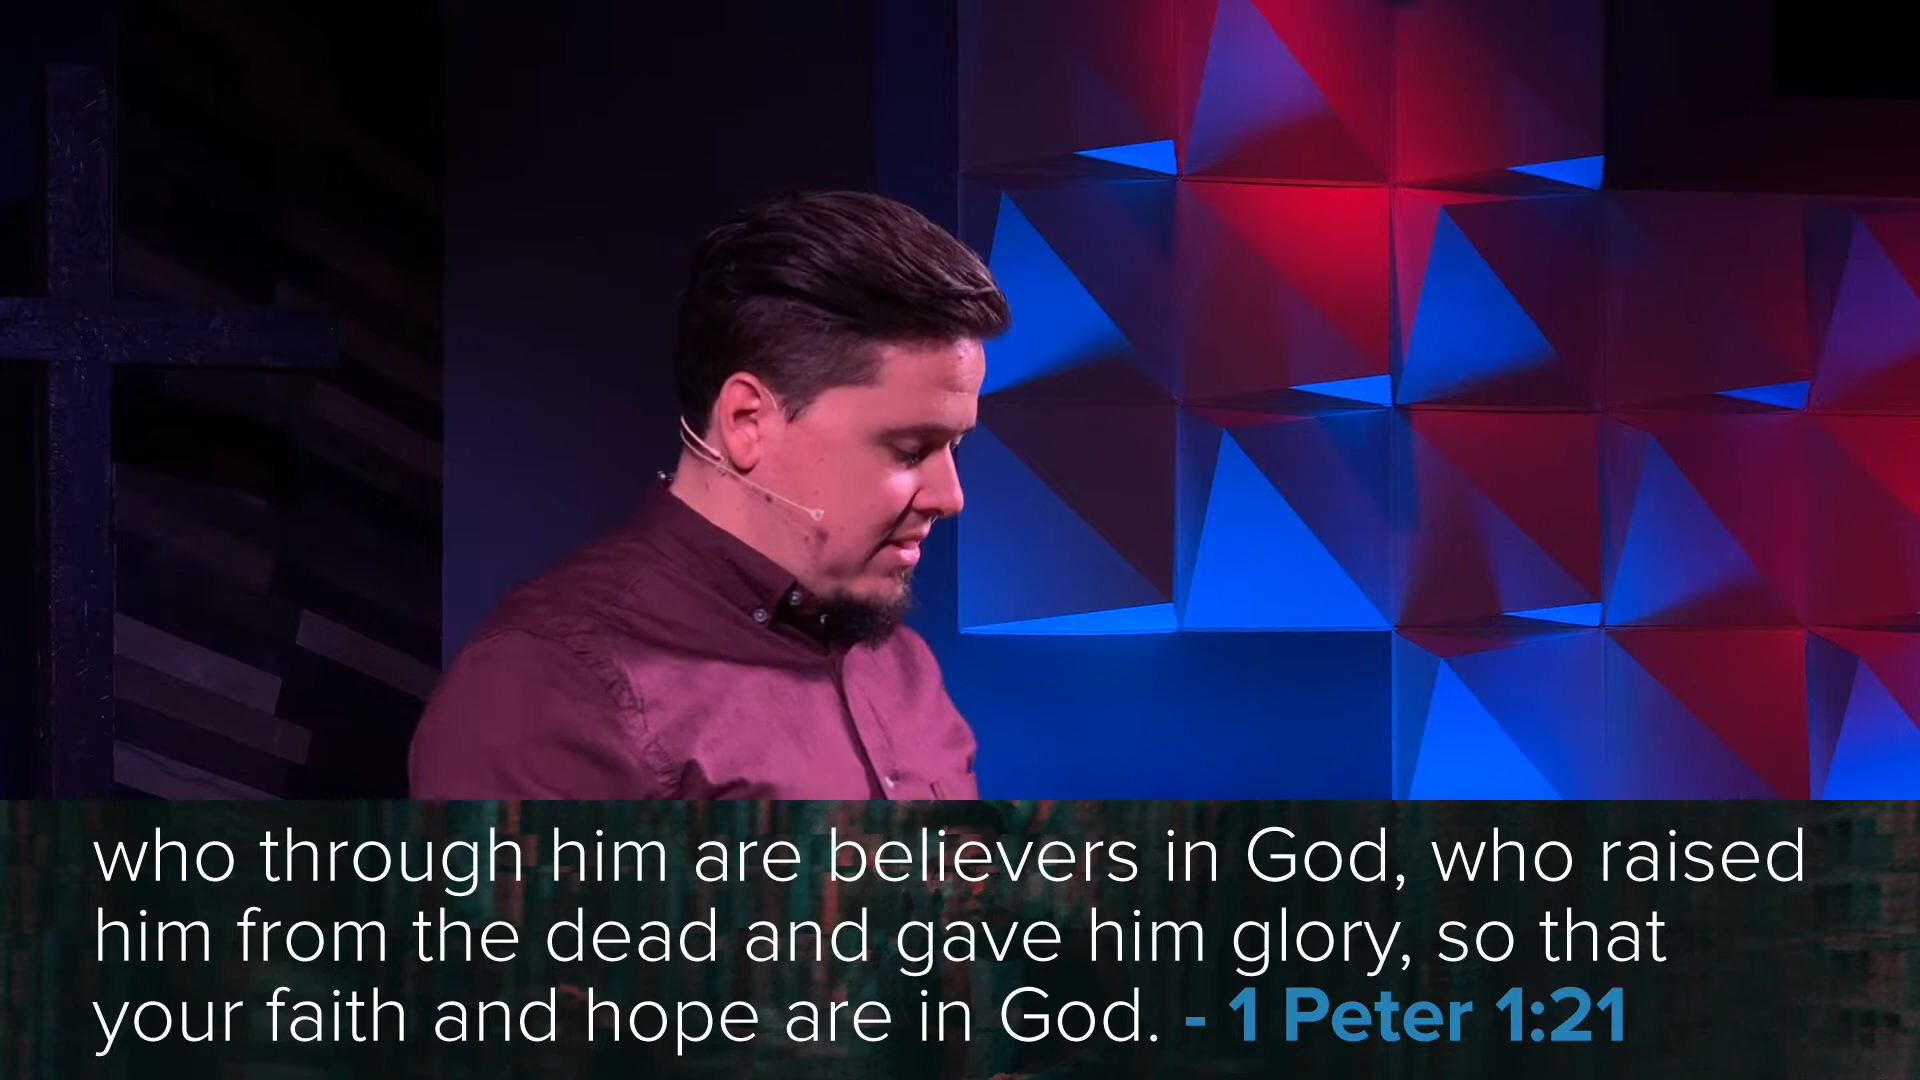 who through him are believers in God, who raised
him from the dead and gave him glory, so that
your faith and hope are in God. - 1 Peter 1:21